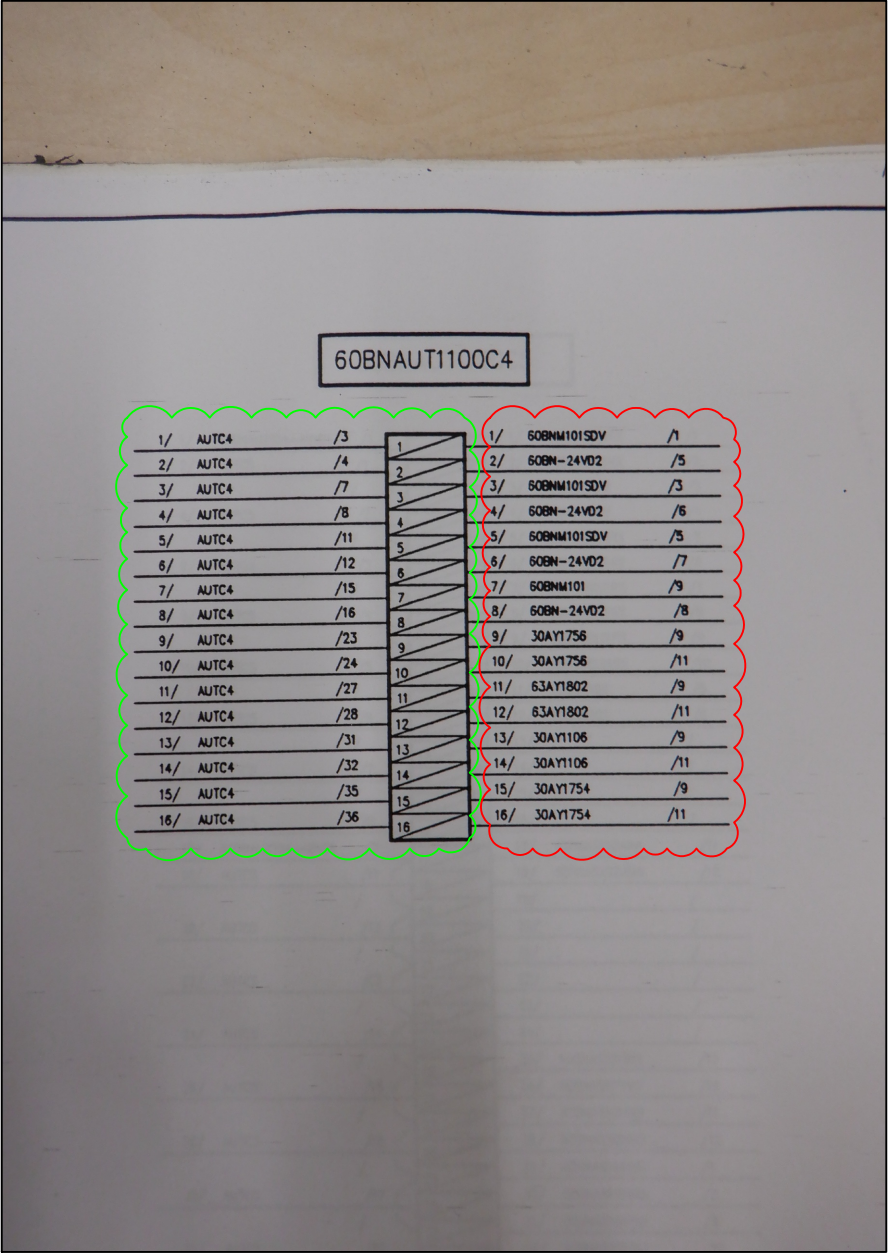 60BNAUT1100C4
1/ AUTC4 /3 1 1/ 60BNM101SDV /1
2/ AUTC4 /4 2 2/ 60BN-24VD2 /5
3/ AUTC4 /7 3 3/ 60BNM101SDV /3
4/ AUTC4 /8 4 4/ 60BN-24VD2 /6
5/ AUTC4 /11 5 5/ 60BNM101SDV /5
6/ AUTC4 /12 6 6/ 60BN-24VD2 /7
7/ AUTC4 /15 7 7/ 60BNM101 /9
8/ AUTC4 /16 8 8/ 60BN-24VD2 /8
9/ AUTC4 /23 9 9/ 30AY1756 /9
10/ AUTC4 /24 10 10/ 30AY1756 /11
11/ AUTC4 /27 11 11/ 63AY1802 /9
12/ AUTC4 /28 12 12/ 63AY1802 /11
13/ AUTC4 /31 13 13/ 30AY1106 /9
14/ AUTC4 /32 14 14/ 30AY1106 /11
15/ AUTC4 /35 15 15/ 30AY1754 /9
16/ AUTC4 /36 16 16/ 30AY1754 /11